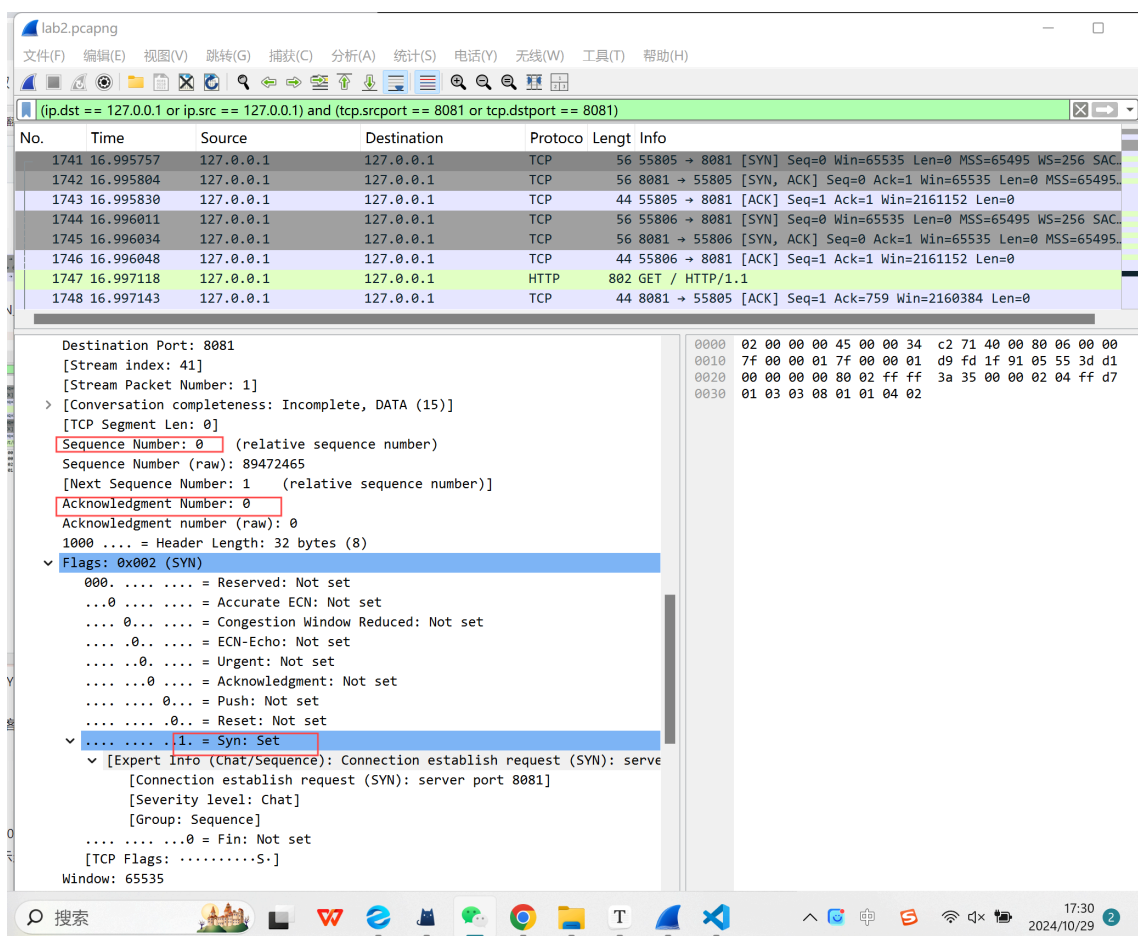 lab2.pcapng
文件(F) 编辑(E) 视图(V) 跳转(G) 捕获(C) 分析(A) 统计(S) 电话(Y) 无线(W) 工具(T) 帮助(H)
(ip.dst == 127.0.0.1 or ip.src == 127.0.0.1) and (tcp.srcport == 8081 or tcp.dstport == 8081)
No. Time Source Destination Protoco Lengt Info
1741 16.995757 127.0.0.1 127.0.0.1 TCP 56 55805 → 8081 [SYN] Seq=0 Win=65535 Len=0 MSS=65495 WS=256 SAC…
1742 16.995804 127.0.0.1 127.0.0.1 TCP 56 8081 → 55805 [SYN, ACK] Seq=0 Ack=1 Win=65535 Len=0 MSS=65495…
1743 16.995830 127.0.0.1 127.0.0.1 TCP 44 55805 → 8081 [ACK] Seq=1 Ack=1 Win=2161152 Len=0
1744 16.996011 127.0.0.1 127.0.0.1 TCP 56 55806 → 8081 [SYN] Seq=0 Win=65535 Len=0 MSS=65495 WS=256 SAC…
1745 16.996034 127.0.0.1 127.0.0.1 TCP 56 8081 → 55806 [SYN, ACK] Seq=0 Ack=1 Win=65535 Len=0 MSS=65495…
1746 16.996048 127.0.0.1 127.0.0.1 TCP 44 55806 → 8081 [ACK] Seq=1 Ack=1 Win=2161152 Len=0
1747 16.997118 127.0.0.1 127.0.0.1 HTTP 802 GET / HTTP/1.1
1748 16.997143 127.0.0.1 127.0.0.1 TCP 44 8081 → 55805 [ACK] Seq=1 Ack=759 Win=2160384 Len=0
Destination Port: 8081
[Stream index: 41]
[Stream Packet Number: 1]
[Conversation completeness: Incomplete, DATA (15)]
[TCP Segment Len: 0]
Sequence Number: 0 (relative sequence number)
Sequence Number (raw): 89472465
[Next Sequence Number: 1 (relative sequence number)]
Acknowledgment Number: 0
Acknowledgment number (raw): 0
1000 .... = Header Length: 32 bytes (8)
Flags: 0x002 (SYN)
000. .... .... = Reserved: Not set
...0 .... .... = Accurate ECN: Not set
.... 0... .... = Congestion Window Reduced: Not set
.... .0.. .... = ECN-Echo: Not set
.... ..0. .... = Urgent: Not set
.... ...0 .... = Acknowledgment: Not set
.... .... 0... = Push: Not set
.... .... .0.. = Reset: Not set
.... .... ..1. = Syn: Set
[Expert Info (Chat/Sequence): Connection establish request (SYN): serve
[Connection establish request (SYN): server port 8081]
[Severity level: Chat]
[Group: Sequence]
.... .... ...0 = Fin: Not set
[TCP Flags: ··········S·]
Window: 65535
0000 02 00 00 00 45 00 00 34 c2 71 40 00 80 06 00 00
0010 7f 00 00 01 7f 00 00 01 d9 fd 1f 91 05 55 3d d1
0020 00 00 00 00 80 02 ff ff 3a 35 00 00 02 04 ff d7
0030 01 03 03 08 01 01 04 02
搜索
中
17:30
2024/10/29
2